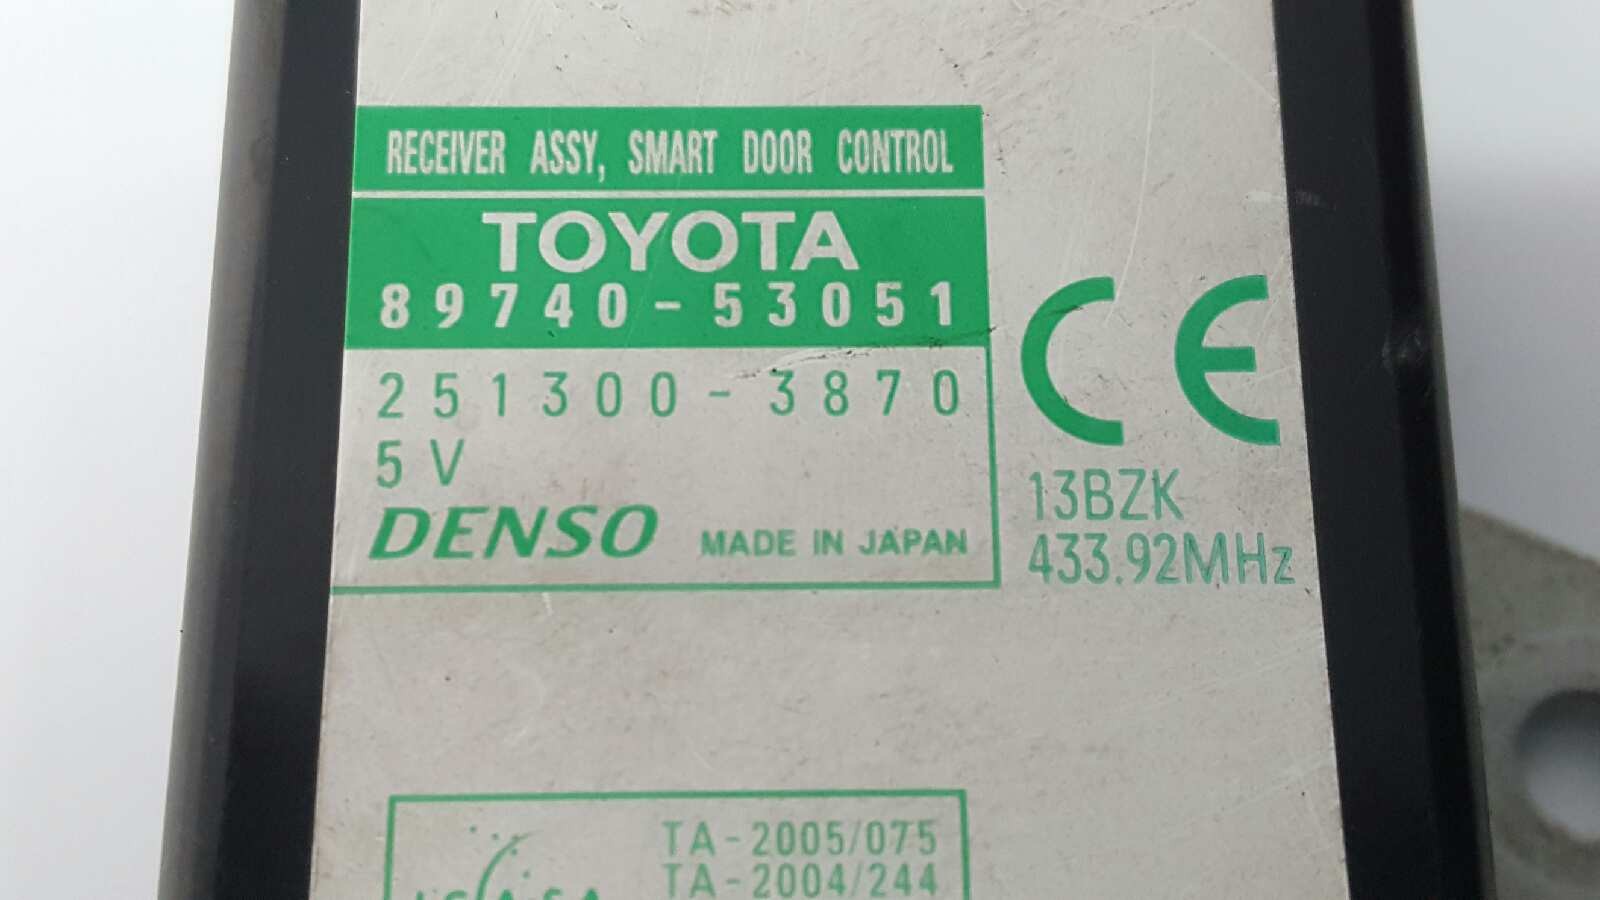 RECEIVER ASSY, SMART DOOR CONTROL
TOYOTA
89740-53051
251300-3870
5V
DENSO MADE IN JAPAN
CE
13BZK
433.92MHz
TA-2005/075
TA-2004/244